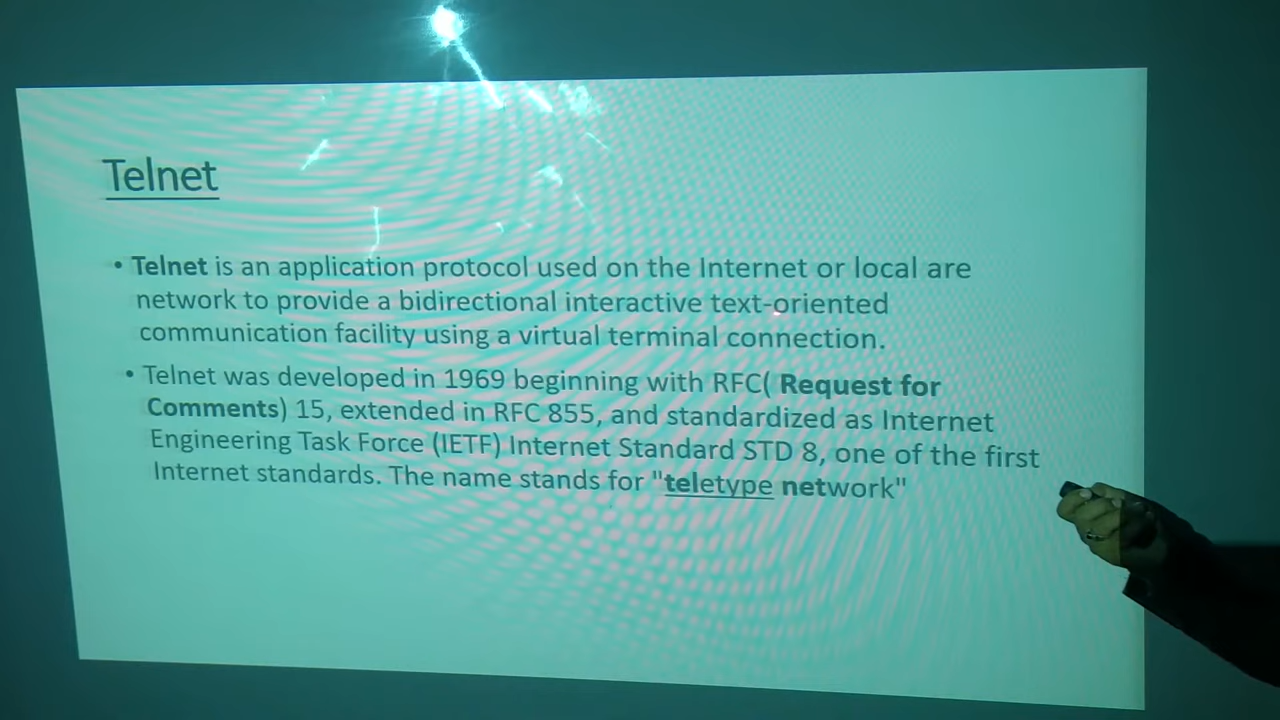 Telnet
• Telnet is an application protocol used on the Internet or local are
network to provide a bidirectional interactive text-oriented
communication facility using a virtual terminal connection.
• Telnet was developed in 1969 beginning with RFC( Request for
Comments) 15, extended in RFC 855, and standardized as Internet
Engineering Task Force (IETF) Internet Standard STD 8, one of the first
Internet standards. The name stands for "teletype network"